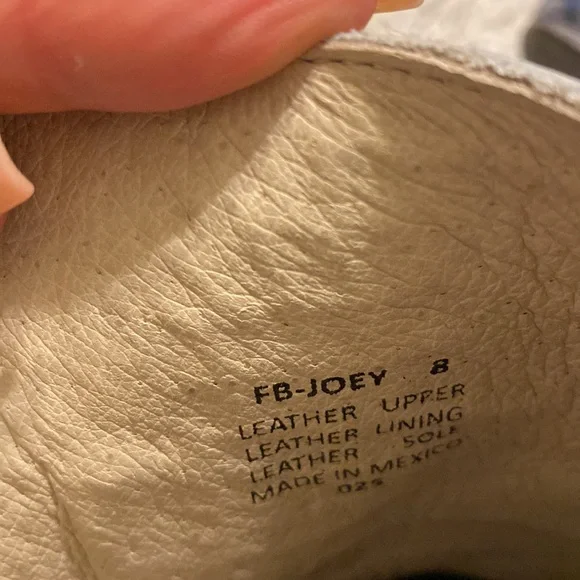 FB-JOEY 8
LEATHER UPPER
LEATHER LINING
LEATHER SOLE
MADE IN MEXICO
025